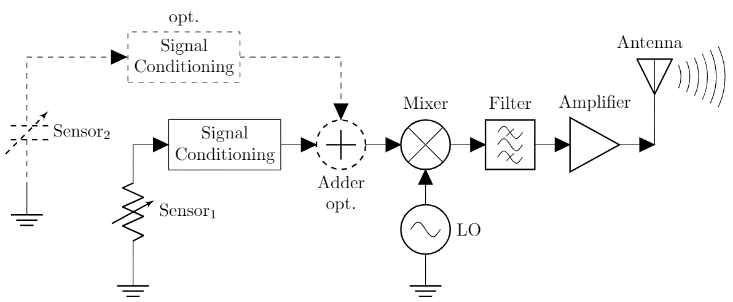 opt.
Signal
Conditioning
Antenna
Sensor₂
Signal
Conditioning
Mixer
Filter
Amplifier
Adder
opt.
Sensor₁
LO